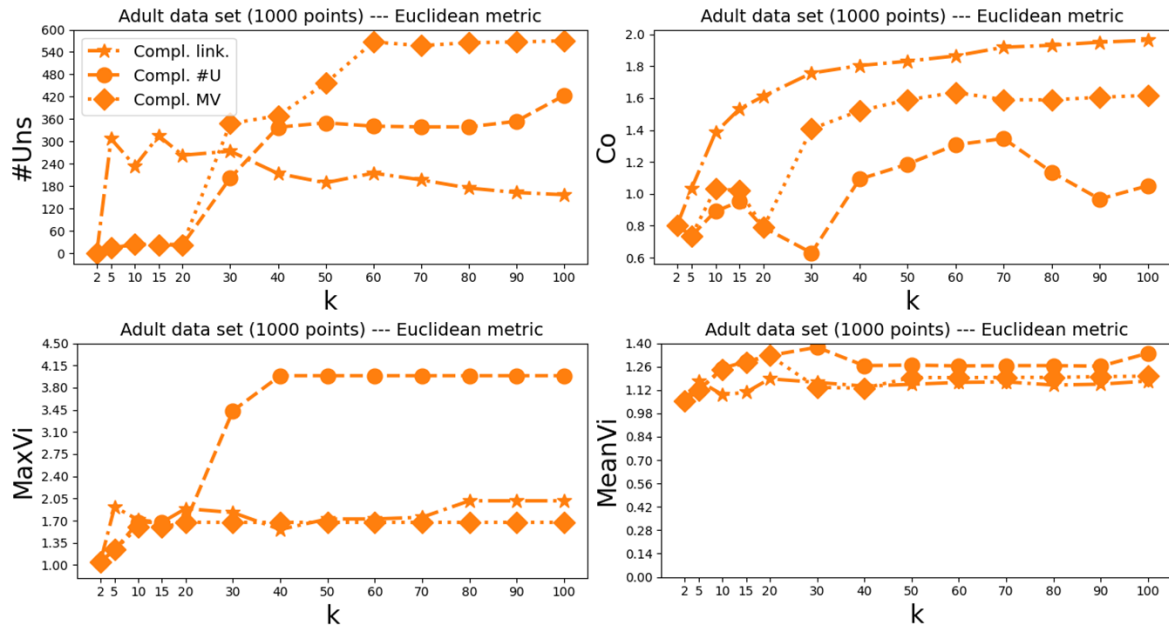 Adult data set (1000 points) --- Euclidean metric
600
540
480
420
360
300
240
180
120
60
0
#Uns
Compl. link.
Compl. #U
Compl. MV
2 5 10 15 20 30 40 50 60 70 80 90 100
k
Adult data set (1000 points) --- Euclidean metric
2.0
1.8
1.6
1.4
1.2
1.0
0.8
0.6
Co
2 5 10 15 20 30 40 50 60 70 80 90 100
k
Adult data set (1000 points) --- Euclidean metric
4.50
4.15
3.80
3.45
3.10
2.75
2.40
2.05
1.70
1.35
1.00
MaxVi
2 5 10 15 20 30 40 50 60 70 80 90 100
k
Adult data set (1000 points) --- Euclidean metric
1.40
1.26
1.12
0.98
0.84
0.70
0.56
0.42
0.28
0.14
0.00
MeanVi
2 5 10 15 20 30 40 50 60 70 80 90 100
k